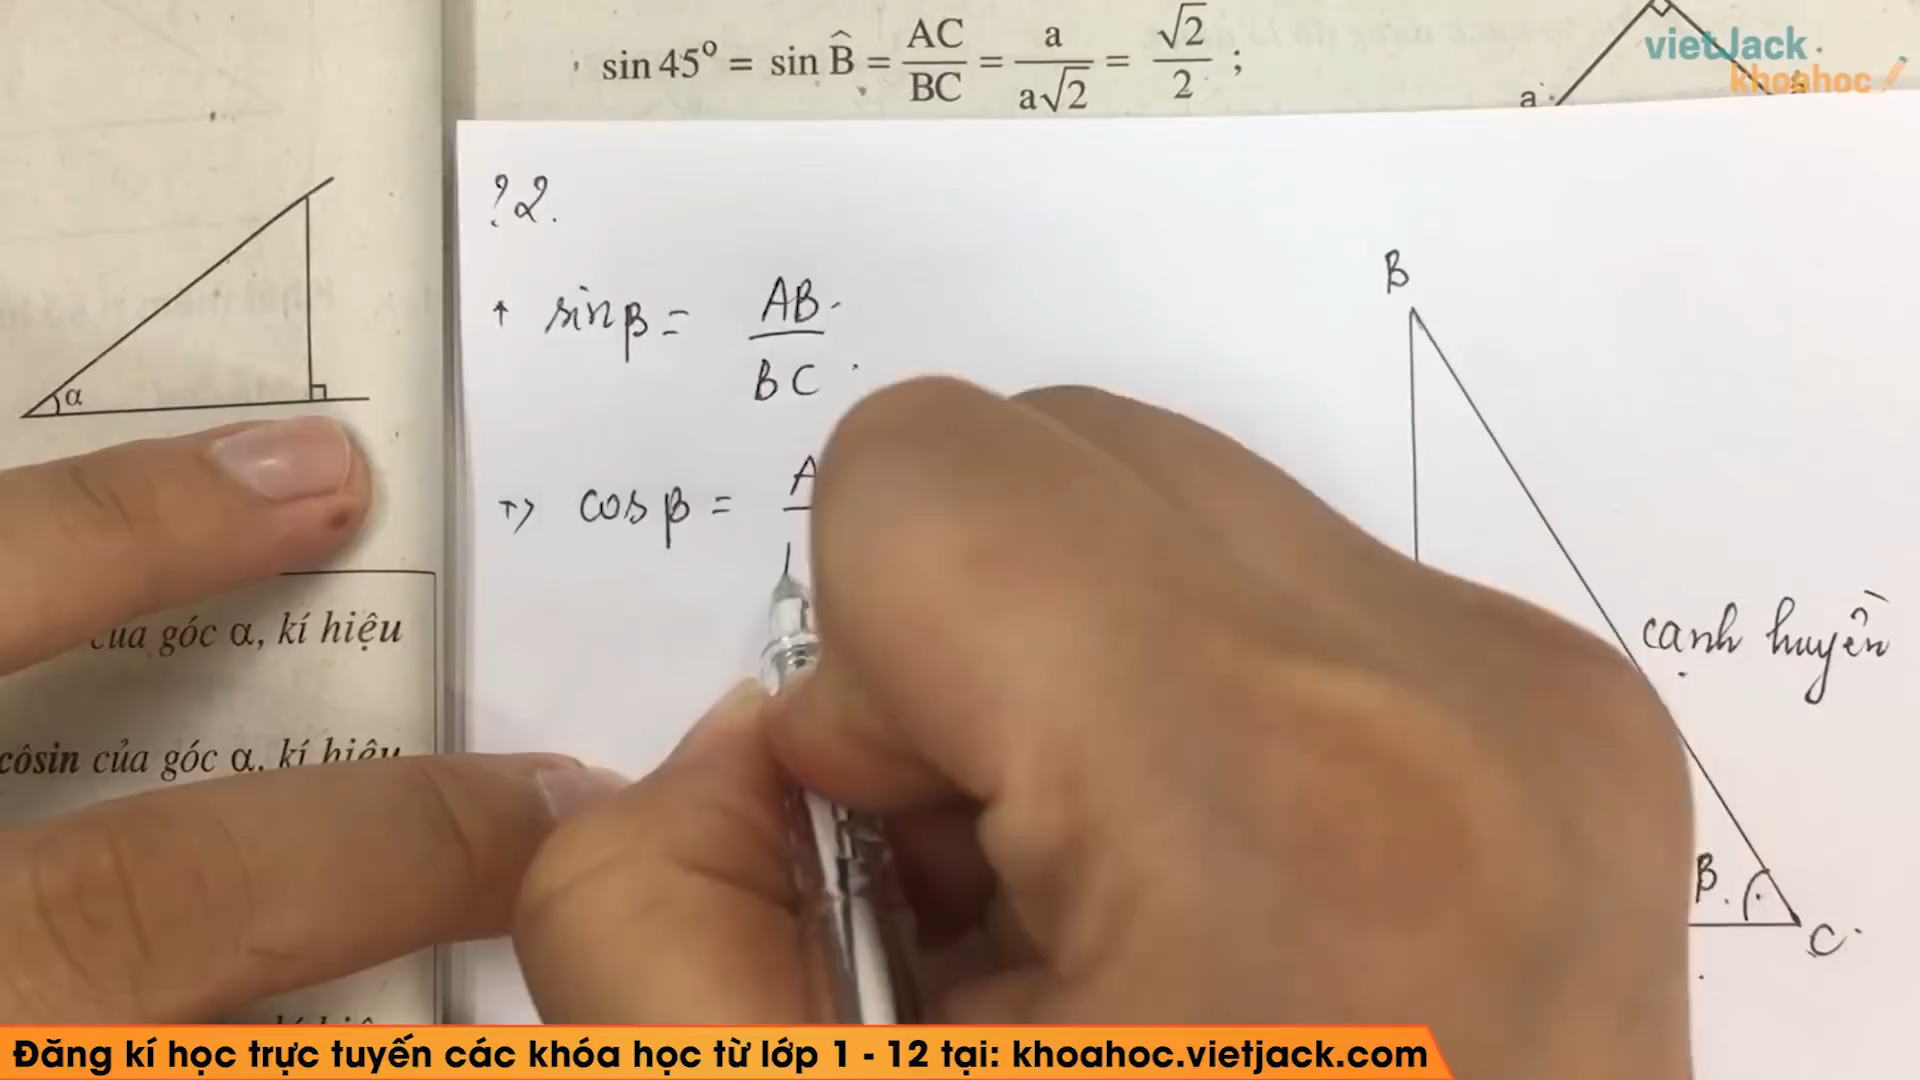 sin 45° = sin B̂ = AC/BC = a/a√2 = √2/2 ;
vietJack
khoahoc
a
a
α
?2.
+ sin β = AB/BC
+) cos β = A
B
cạnh huyền
β
C
của góc α, kí hiệu
côsin của góc α, kí hiệu
Đăng kí học trực tuyến các khóa học từ lớp 1 - 12 tại: khoahoc.vietjack.com